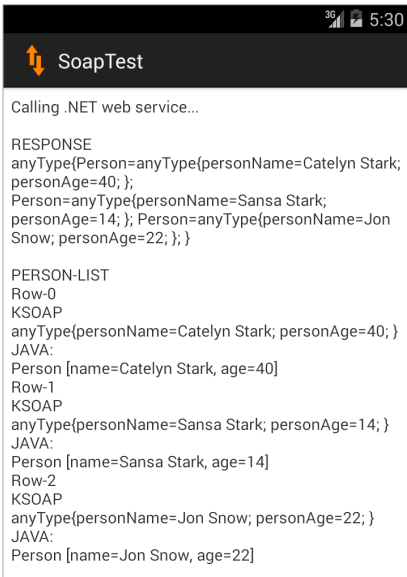 3G 5:30
SoapTest
Calling .NET web service...
RESPONSE
anyType{Person=anyType{personName=Catelyn Stark;
personAge=40; };
Person=anyType{personName=Sansa Stark;
personAge=14; }; Person=anyType{personName=Jon
Snow; personAge=22; }; }
PERSON-LIST
Row-0
KSOAP
anyType{personName=Catelyn Stark; personAge=40; }
JAVA:
Person [name=Catelyn Stark, age=40]
Row-1
KSOAP
anyType{personName=Sansa Stark; personAge=14; }
JAVA:
Person [name=Sansa Stark, age=14]
Row-2
KSOAP
anyType{personName=Jon Snow; personAge=22; }
JAVA:
Person [name=Jon Snow, age=22]